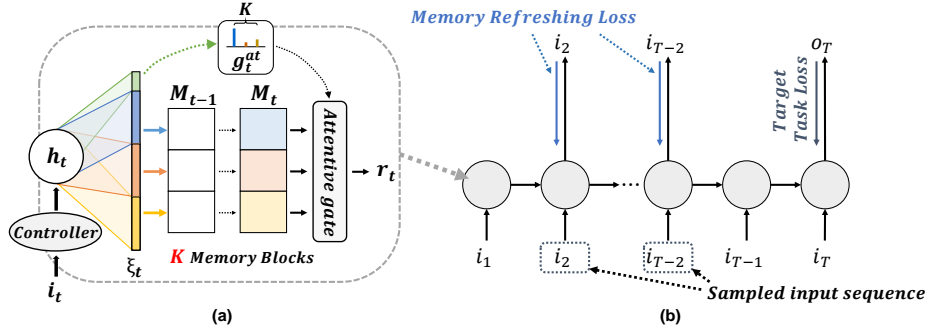 K
g_t^{at}
M_{t-1}
M_t
h_t
Attentive gate
r_t
Controller
ξ_t
K Memory Blocks
i_t
(a)
Memory Refreshing Loss
i_2
i_{T-2}
o_T
Target
Task Loss
...
i_1
i_2
i_{T-2}
i_{T-1}
i_T
Sampled input sequence
(b)